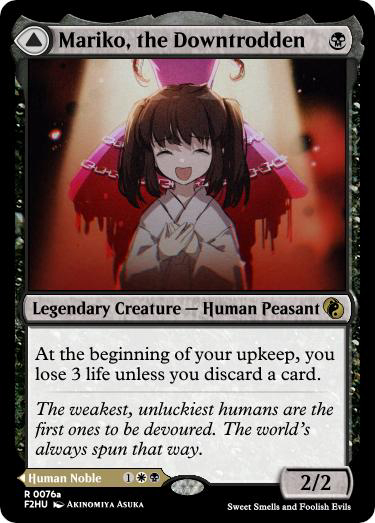 Mariko, the Downtrodden
Legendary Creature — Human Peasant
At the beginning of your upkeep, you
lose 3 life unless you discard a card.
The weakest, unluckiest humans are the
first ones to be devoured. The world's
always spun that way.
Human Noble 1
2/2
R 0076a
F2HU Akinomiya Asuka
Sweet Smells and Foolish Evils